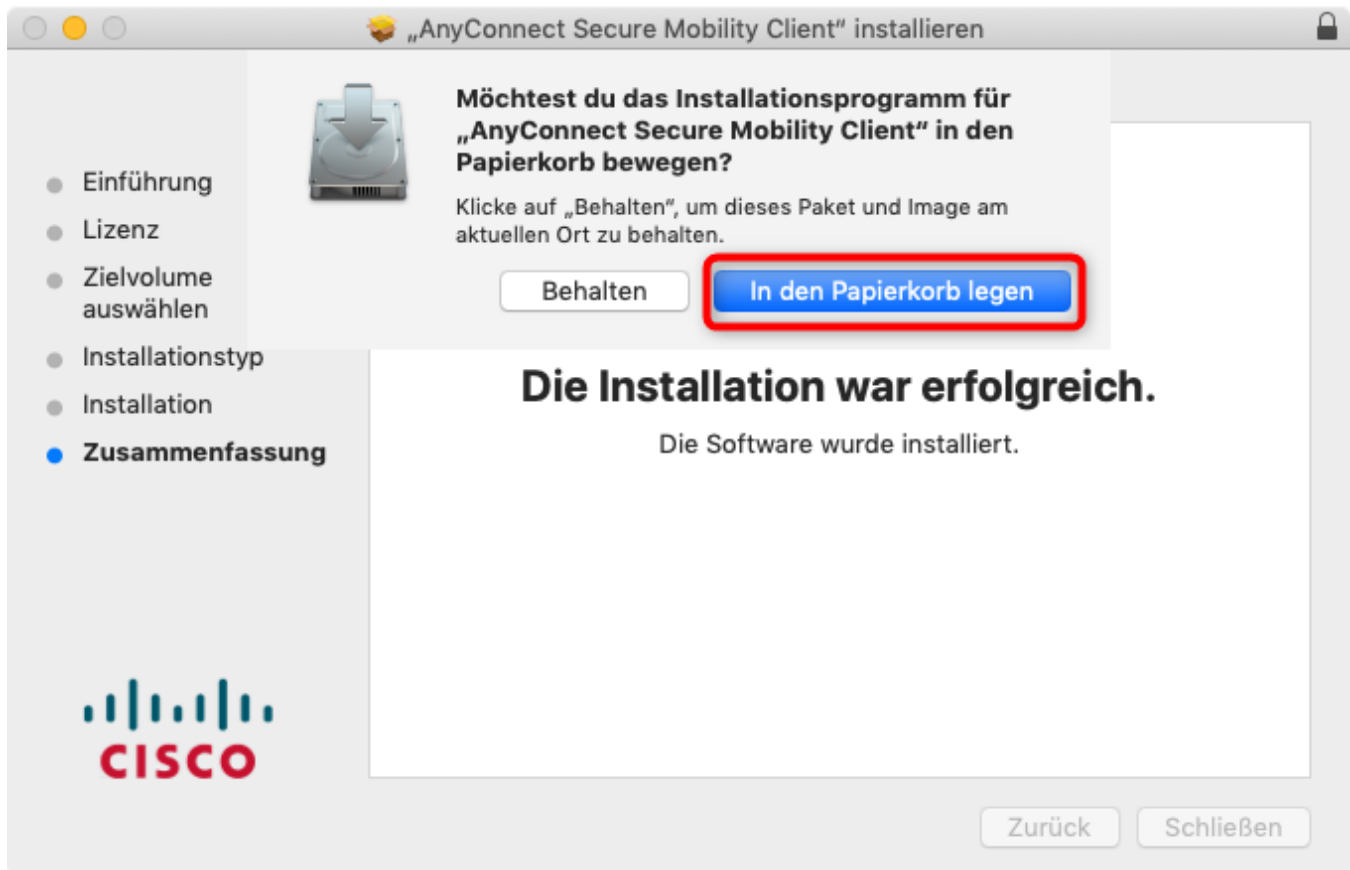 „AnyConnect Secure Mobility Client“ installieren
Möchtest du das Installationsprogramm für
„AnyConnect Secure Mobility Client“ in den
Papierkorb bewegen?
Klicke auf „Behalten“, um dieses Paket und Image am
aktuellen Ort zu behalten.
Behalten
In den Papierkorb legen
Einführung
Lizenz
Zielvolume
auswählen
Installationstyp
Installation
Zusammenfassung
Die Installation war erfolgreich.
Die Software wurde installiert.
CISCO
Zurück
Schließen